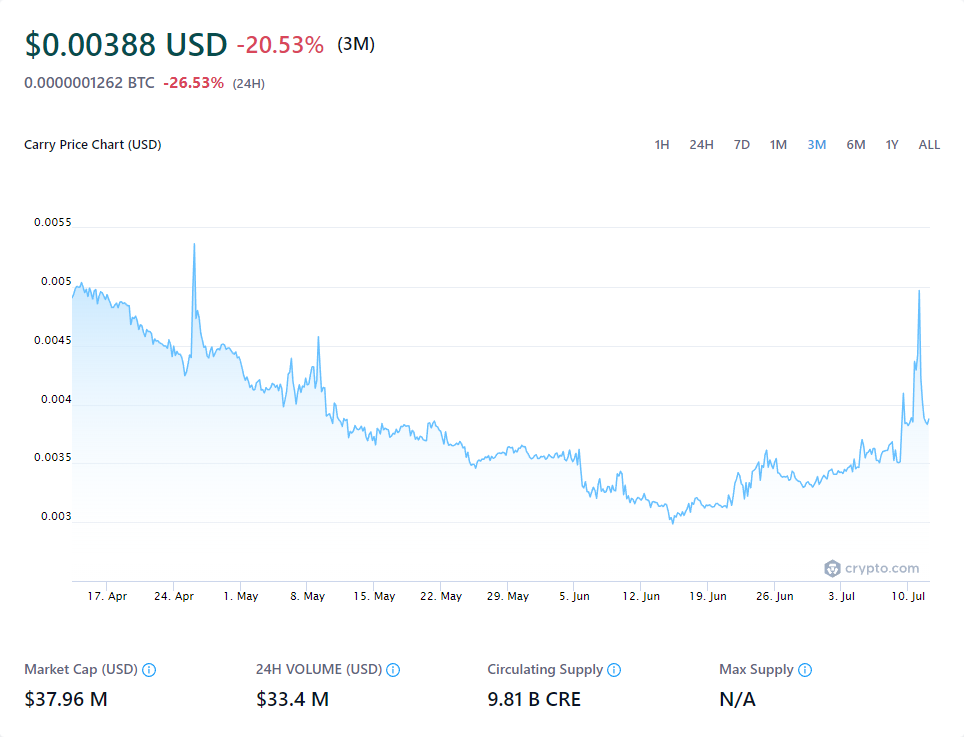 $0.00388 USD -20.53% (3M)
0.0000001262 BTC -26.53% (24H)
Carry Price Chart (USD) 1H 24H 7D 1M 3M 6M 1Y ALL
0.0055
0.005
0.0045
0.004
0.0035
0.003
crypto.com
17. Apr 24. Apr 1. May 8. May 15. May 22. May 29. May 5. Jun 12. Jun 19. Jun 26. Jun 3. Jul 10. Jul
Market Cap (USD) 24H VOLUME (USD) Circulating Supply Max Supply
$37.96 M $33.4 M 9.81 B CRE N/A